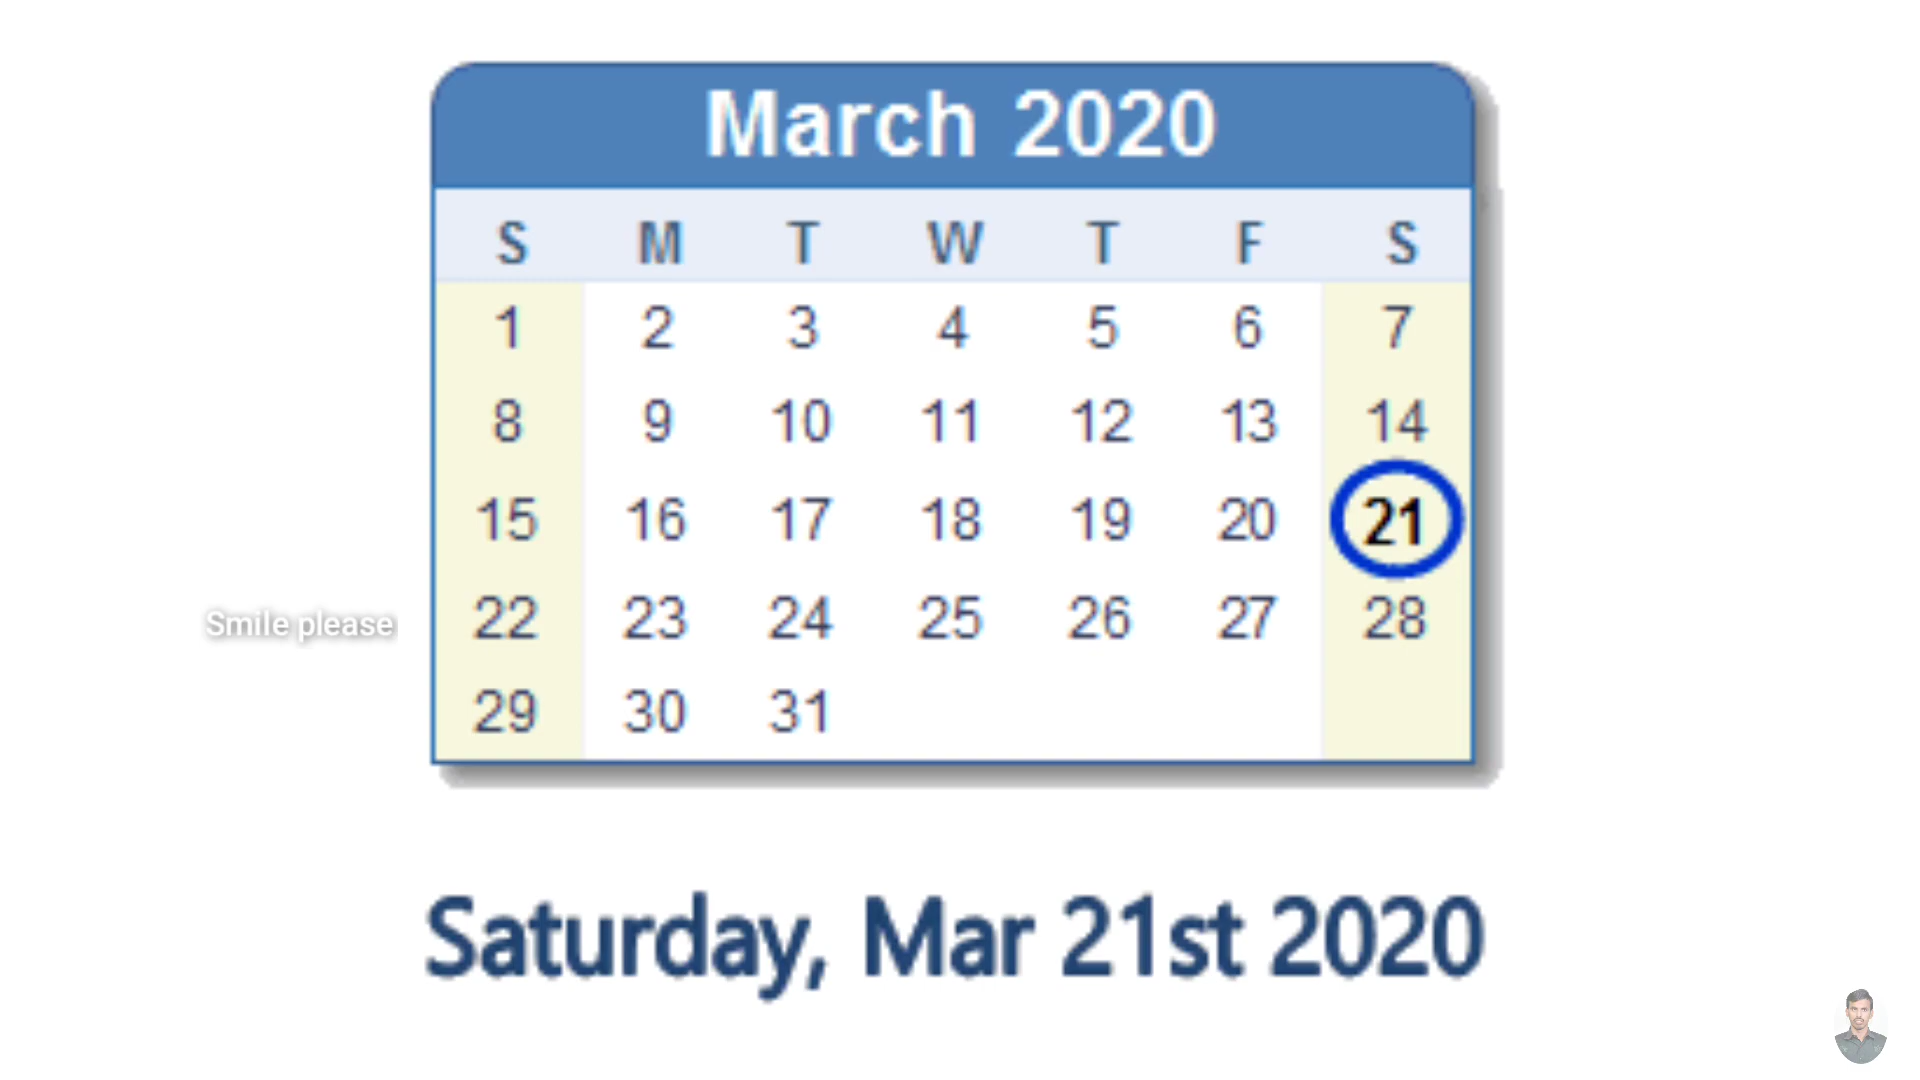 March 2020
S M T W T F S
1 2 3 4 5 6 7
8 9 10 11 12 13 14
15 16 17 18 19 20 21
22 23 24 25 26 27 28
29 30 31
Smile please
Saturday, Mar 21st 2020